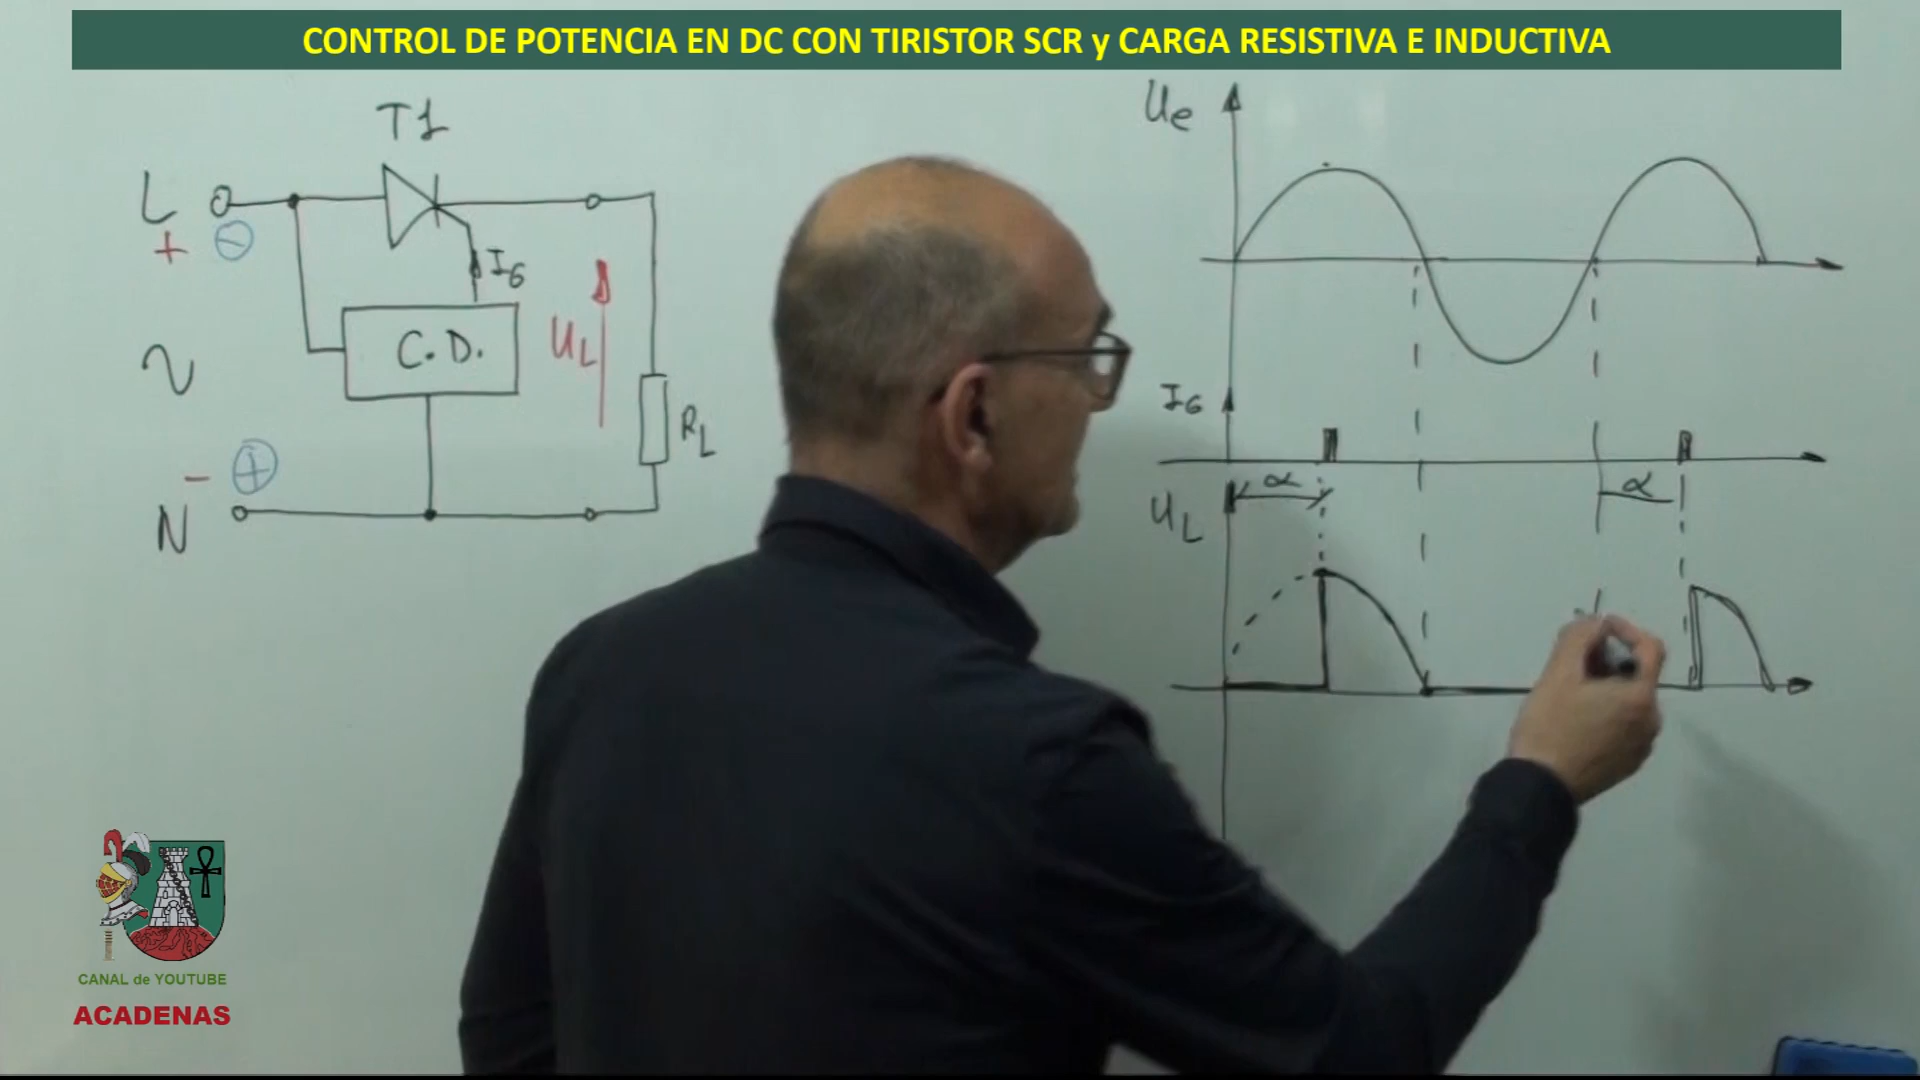 CONTROL DE POTENCIA EN DC CON TIRISTOR SCR y CARGA RESISTIVA E INDUCTIVA
T1
L
+
-
IG
C.D.
UL
RL
~
- +
N
Ue
IG
α
α
UL
CANAL de YOUTUBE
ACADENAS